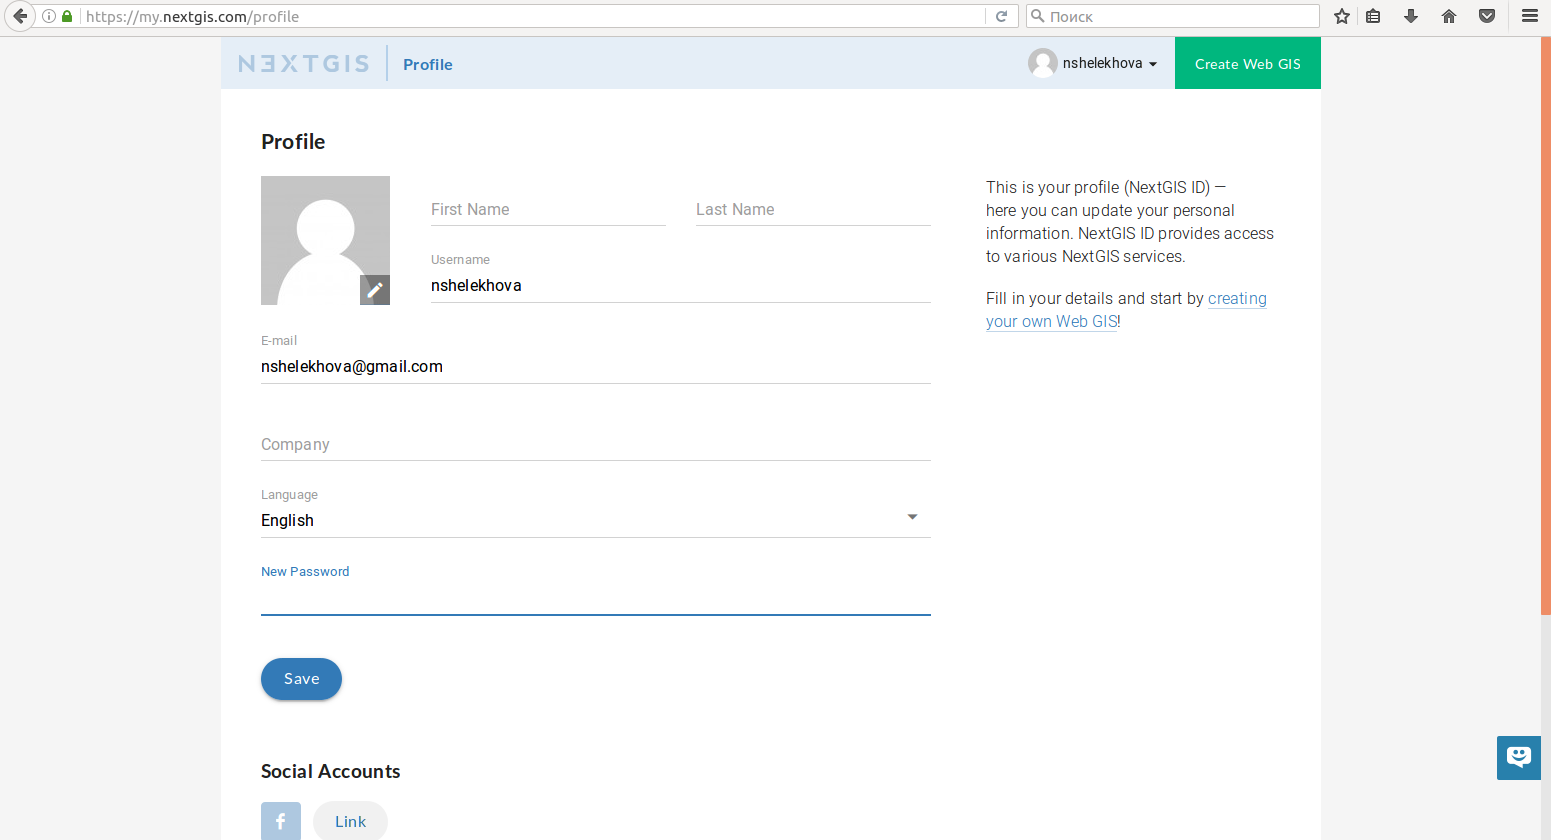 https://my.nextgis.com/profile
Поиск
NEXTGIS
Profile
nshelekhova
Create Web GIS
Profile
First Name
Last Name
Username
nshelekhova
E-mail
nshelekhova@gmail.com
Company
Language
English
New Password
Save
This is your profile (NextGIS ID) —
here you can update your personal
information. NextGIS ID provides access
to various NextGIS services.
Fill in your details and start by creating
your own Web GIS!
Social Accounts
f
Link